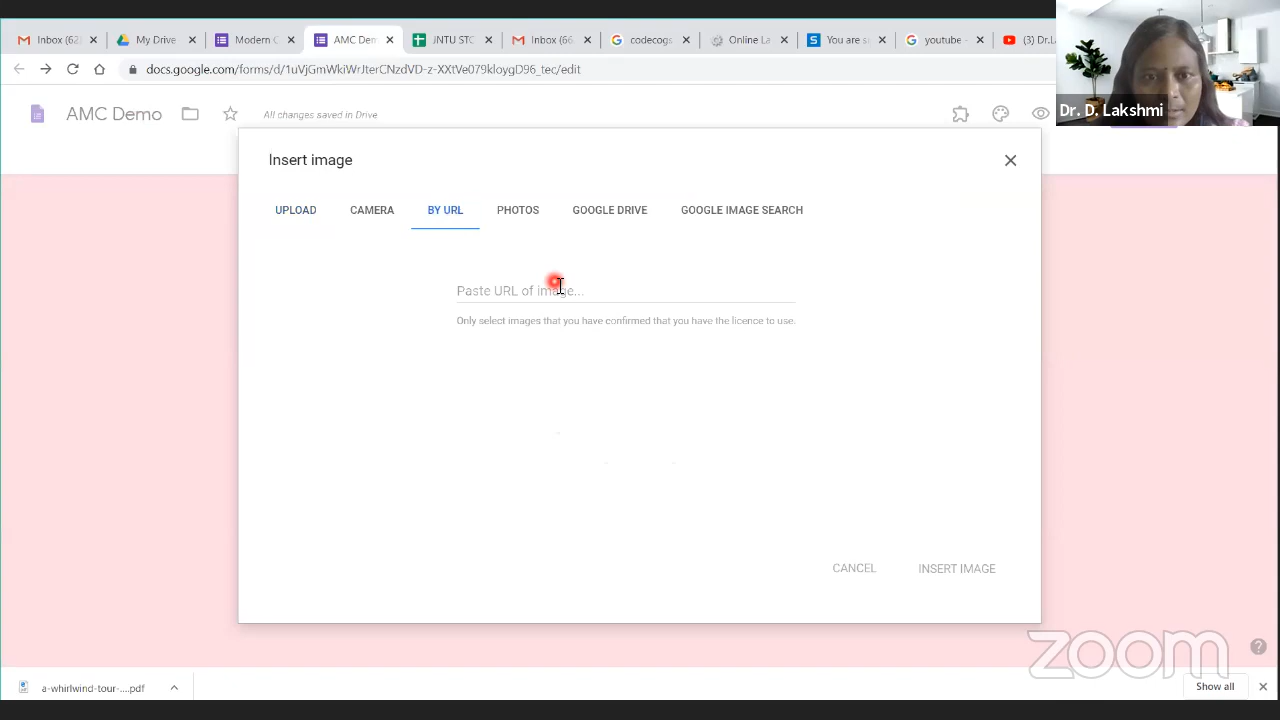 Inbox (62
My Drive
Modern C
AMC Dem
JNTU STC
Inbox (66
codecogs
Online La
You are s
youtube -
(3) Dr.L
docs.google.com/forms/d/1uVjGmWkiWrJterCNzdVD-z-XXtVe079kloygD96_tec/edit
Dr. D. Lakshmi
AMC Demo
All changes saved in Drive
Insert image
UPLOAD
CAMERA
BY URL
PHOTOS
GOOGLE DRIVE
GOOGLE IMAGE SEARCH
Paste URL of image...
Only select images that you have confirmed that you have the licence to use.
CANCEL
INSERT IMAGE
zoom
a-whirlwind-tour-....pdf
Show all